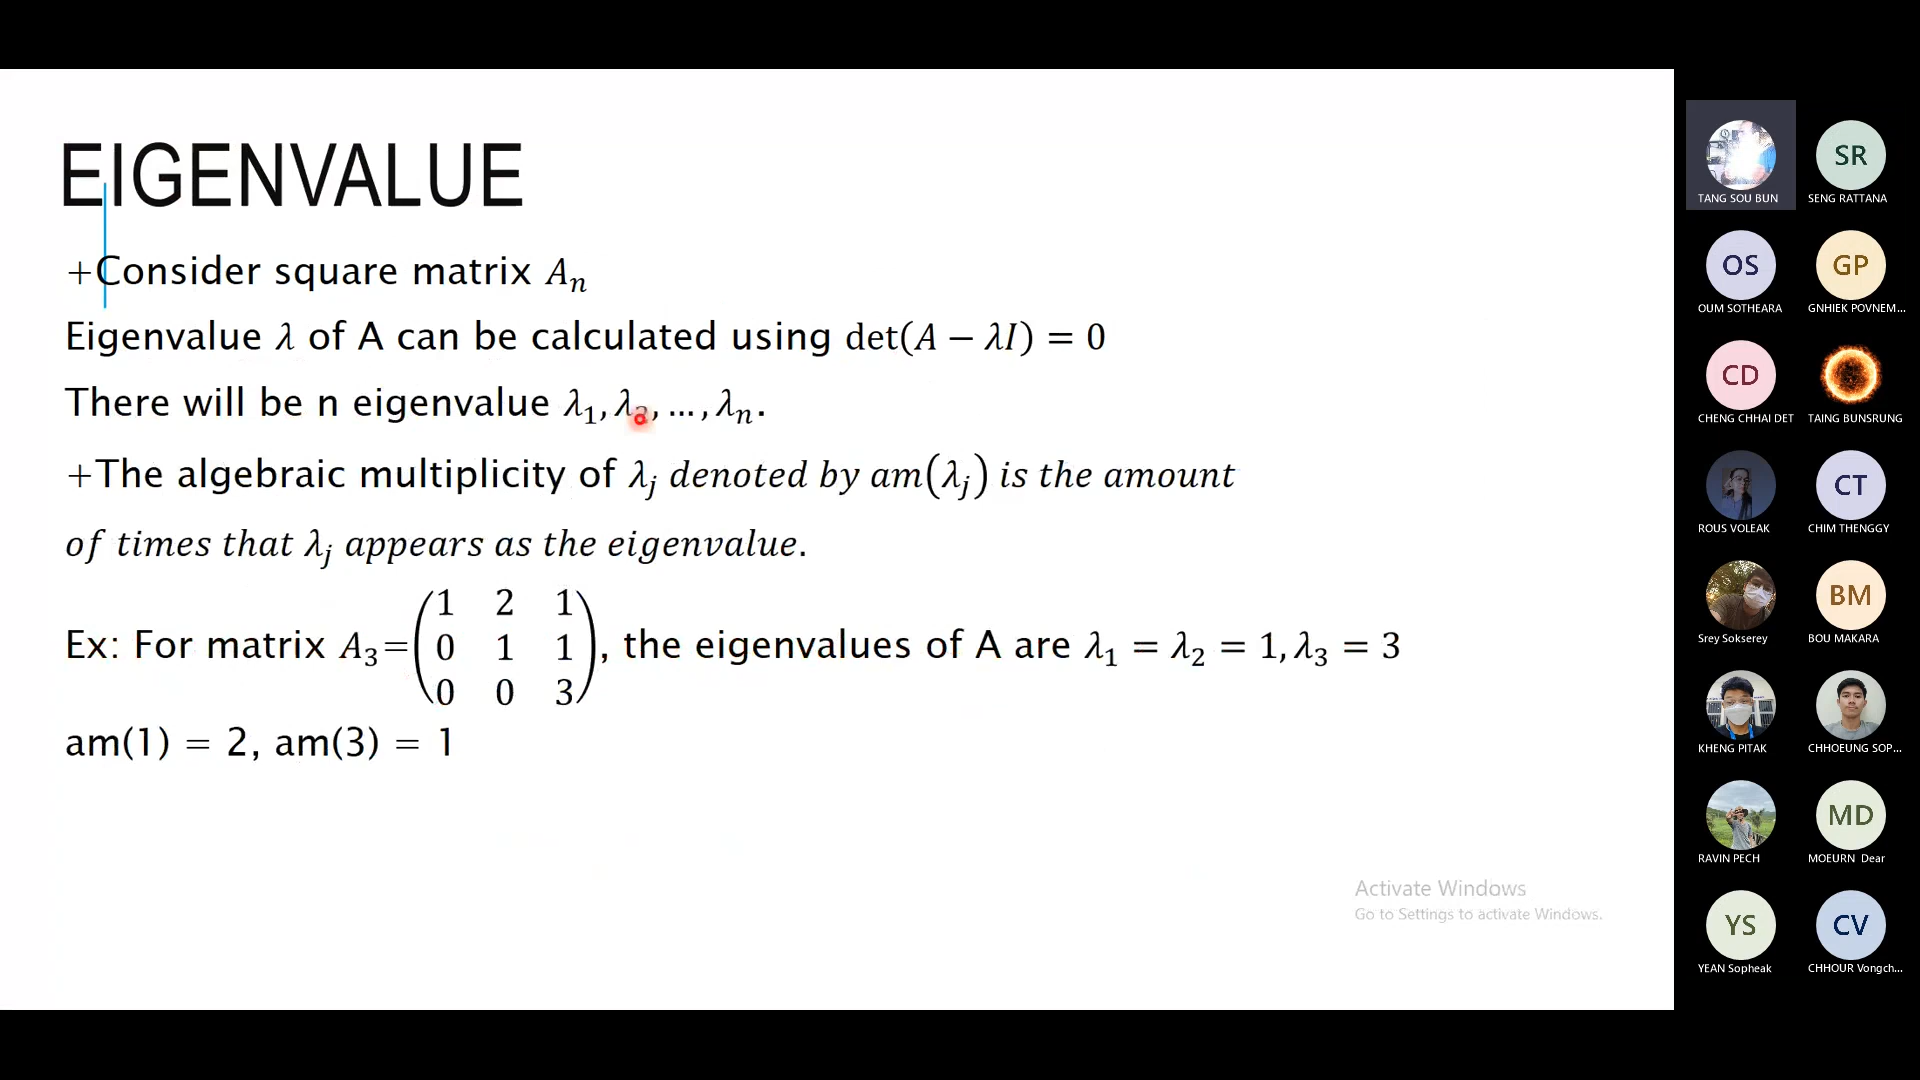 EIGENVALUE
+Consider square matrix Aₙ
Eigenvalue λ of A can be calculated using det(A − λI) = 0
There will be n eigenvalue λ₁, λ₂, … , λₙ.
+The algebraic multiplicity of λⱼ denoted by am(λⱼ) is the amount
of times that λⱼ appears as the eigenvalue.
Ex: For matrix A₃=(1 2 1
0 1 1
0 0 3), the eigenvalues of A are λ₁ = λ₂ = 1, λ₃ = 3
am(1) = 2, am(3) = 1
Activate Windows
Go to Settings to activate Windows.
TANG SOU BUN
SR
SENG RATTANA
OS
OUM SOTHEARA
GP
GNHIEK POVNEM...
CD
CHENG CHHAI DET
TAING BUNSRUNG
ROUS VOLEAK
CT
CHIM THENGGY
Srey Sokserey
BM
BOU MAKARA
KHENG PITAK
CHHOEUNG SOP...
RAVIN PECH
MD
MOEURN Dear
YS
YEAN Sopheak
CV
CHHOUR Vongch...